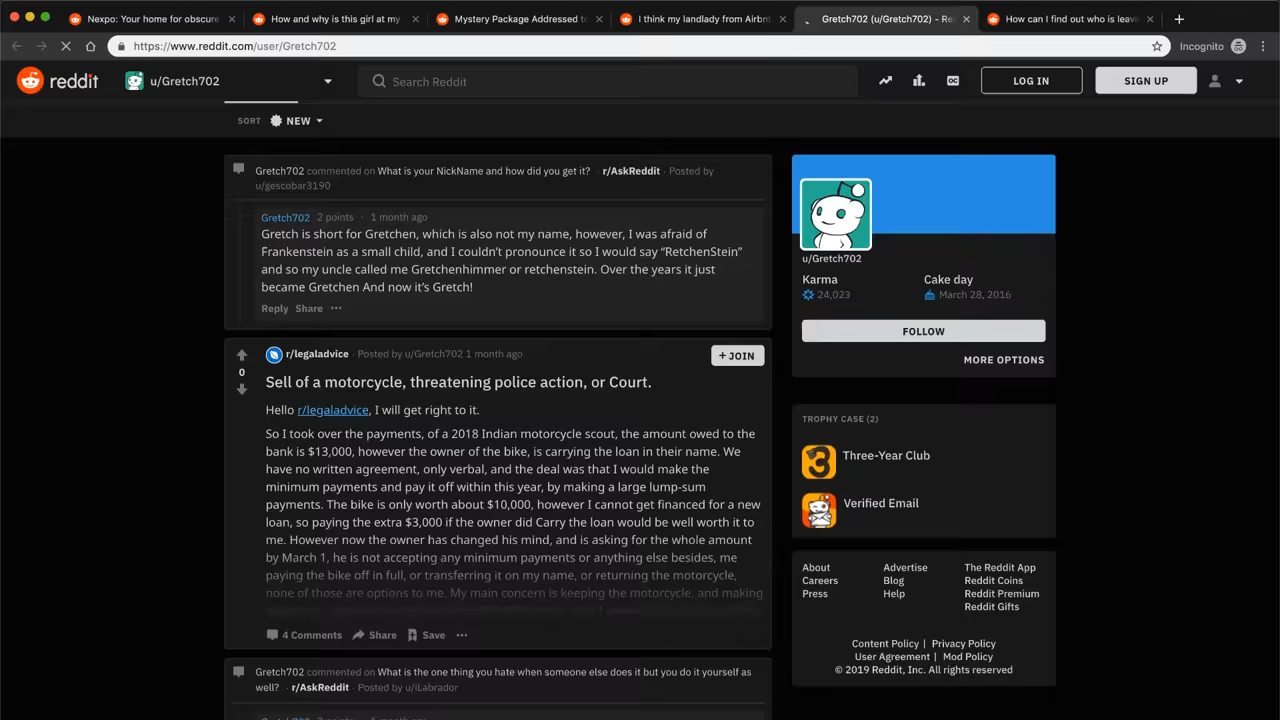 Nexpo: Your home for obscure
How and why is this girl at my
Mystery Package Addressed to
I think my landlady from Airbn
Gretch702 (u/Gretch702) - Re
How can I find out who is leavi
https://www.reddit.com/user/Gretch702
Incognito
reddit
u/Gretch702
Search Reddit
LOG IN
SIGN UP
SORT
NEW
Gretch702 commented on What is your NickName and how did you get it? · r/AskReddit · Posted by
u/gescobar3190
Gretch702 2 points · 1 month ago
Gretch is short for Gretchen, which is also not my name, however, I was afraid of
Frankenstein as a small child, and I couldn't pronounce it so I would say “RetchenStein”
and so my uncle called me Gretchenhimmer or retchenstein. Over the years it just
became Gretchen And now it's Gretch!
Reply Share ···
r/legaladvice · Posted by u/Gretch702 1 month ago
+ JOIN
0
Sell of a motorcycle, threatening police action, or Court.
Hello r/legaladvice, I will get right to it.
So I took over the payments, of a 2018 Indian motorcycle scout, the amount owed to the
bank is $13,000, however the owner of the bike, is carrying the loan in their name. We
have no written agreement, only verbal, and the deal was that I would make the
minimum payments and pay it off within this year, by making a large lump-sum
payments. The bike is only worth about $10,000, however I cannot get financed for a new
loan, so paying the extra $3,000 if the owner did Carry the loan would be well worth it to
me. However now the owner has changed his mind, and is asking for the whole amount
by March 1, he is not accepting any minimum payments or anything else besides, me
paying the bike off in full, or transferring it on my name, or returning the motorcycle,
none of those are options to me. My main concern is keeping the motorcycle, and making
4 Comments Share Save ···
Gretch702 commented on What is the one thing you hate when someone else does it but you do it yourself as
well? · r/AskReddit · Posted by u/iLabrador
u/Gretch702
Karma
Cake day
24,023
March 28, 2016
FOLLOW
MORE OPTIONS
TROPHY CASE (2)
Three-Year Club
Verified Email
About
Advertise
The Reddit App
Careers
Blog
Reddit Coins
Press
Help
Reddit Premium
Reddit Gifts
Content Policy | Privacy Policy
User Agreement | Mod Policy
© 2019 Reddit, Inc. All rights reserved